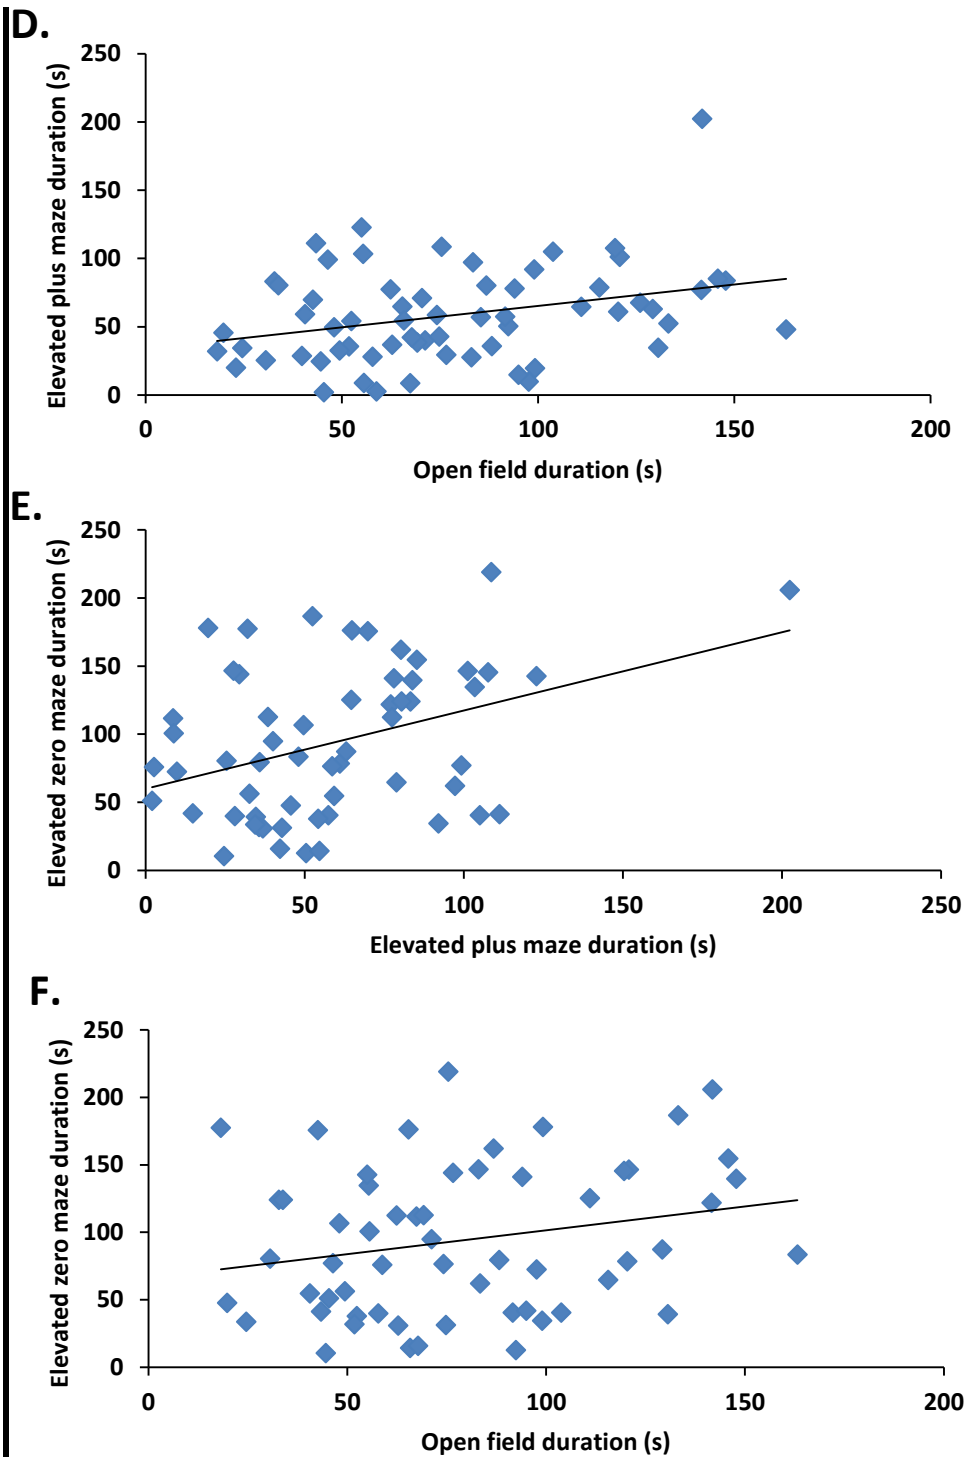 D.
Elevated plus maze duration (s)
250
200
150
100
50
0
0 50 100 150 200
Open field duration (s)
E.
Elevated zero maze duration (s)
250
200
150
100
50
0
0 50 100 150 200 250
Elevated plus maze duration (s)
F.
Elevated zero maze duration (s)
250
200
150
100
50
0
0 50 100 150 200
Open field duration (s)